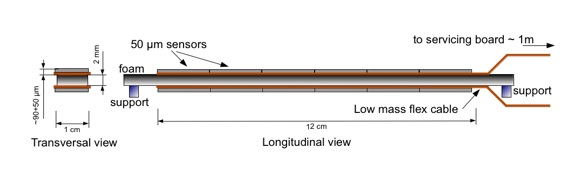 50 µm sensors
to servicing board ~ 1m
2 mm
foam
~90+50 µm
support
support
Low mass flex cable
1 cm
12 cm
Transversal view
Longitudinal view